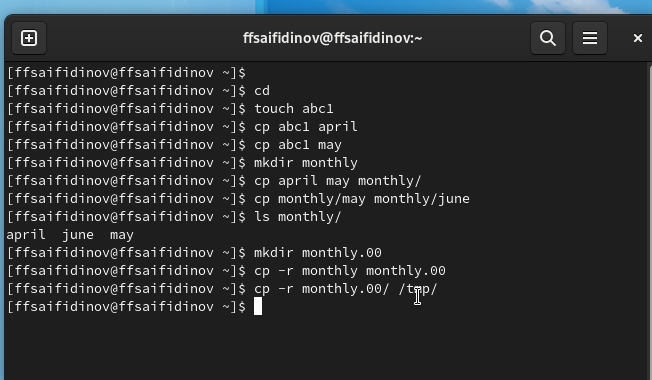 ffsaifidinov@ffsaifidinov:~
[ffsaifidinov@ffsaifidinov ~]$
[ffsaifidinov@ffsaifidinov ~]$ cd
[ffsaifidinov@ffsaifidinov ~]$ touch abc1
[ffsaifidinov@ffsaifidinov ~]$ cp abc1 april
[ffsaifidinov@ffsaifidinov ~]$ cp abc1 may
[ffsaifidinov@ffsaifidinov ~]$ mkdir monthly
[ffsaifidinov@ffsaifidinov ~]$ cp april may monthly/
[ffsaifidinov@ffsaifidinov ~]$ cp monthly/may monthly/june
[ffsaifidinov@ffsaifidinov ~]$ ls monthly/
april  june  may
[ffsaifidinov@ffsaifidinov ~]$ mkdir monthly.00
[ffsaifidinov@ffsaifidinov ~]$ cp -r monthly monthly.00
[ffsaifidinov@ffsaifidinov ~]$ cp -r monthly.00/ /tmp/
[ffsaifidinov@ffsaifidinov ~]$